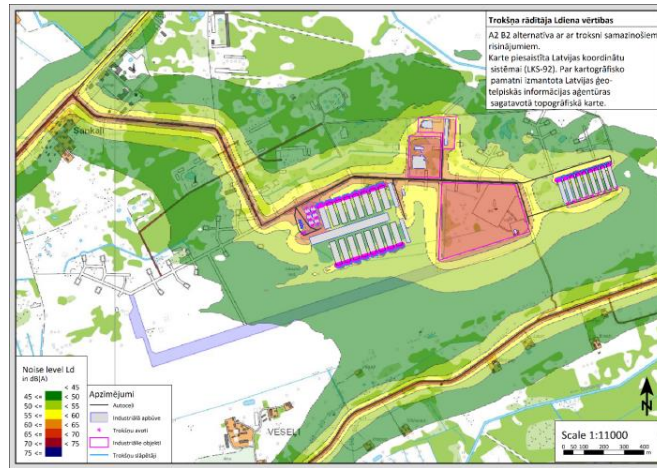 Trokšņa rādītāja Ldiena vērtības
A2 B2 alternatīva ar ar troksni samazinošiem
risinājumiem.
Karte piesaistīta Latvijas koordinātu
sistēmai (LKS-92). Par kartogrāfisko
pamatni izmantota Latvijas ģeo-
telpiskās informācijas aģentūras
sagatavotā topogrāfiskā karte.
Sankaļi
VESEĻI
Noise level Ld
in dB(A)
< 45
45 <= < 50
50 <= < 55
55 <= < 60
60 <= < 65
65 <= < 70
70 <= < 75
75 <=
Apzīmējumi
Autoceļi
Industriālā apbūve
Trokšņu avoti
Industriālie objekti
Trokšņu slāpētāji
N
Scale 1:11000
0 50 100 200 300 400
m